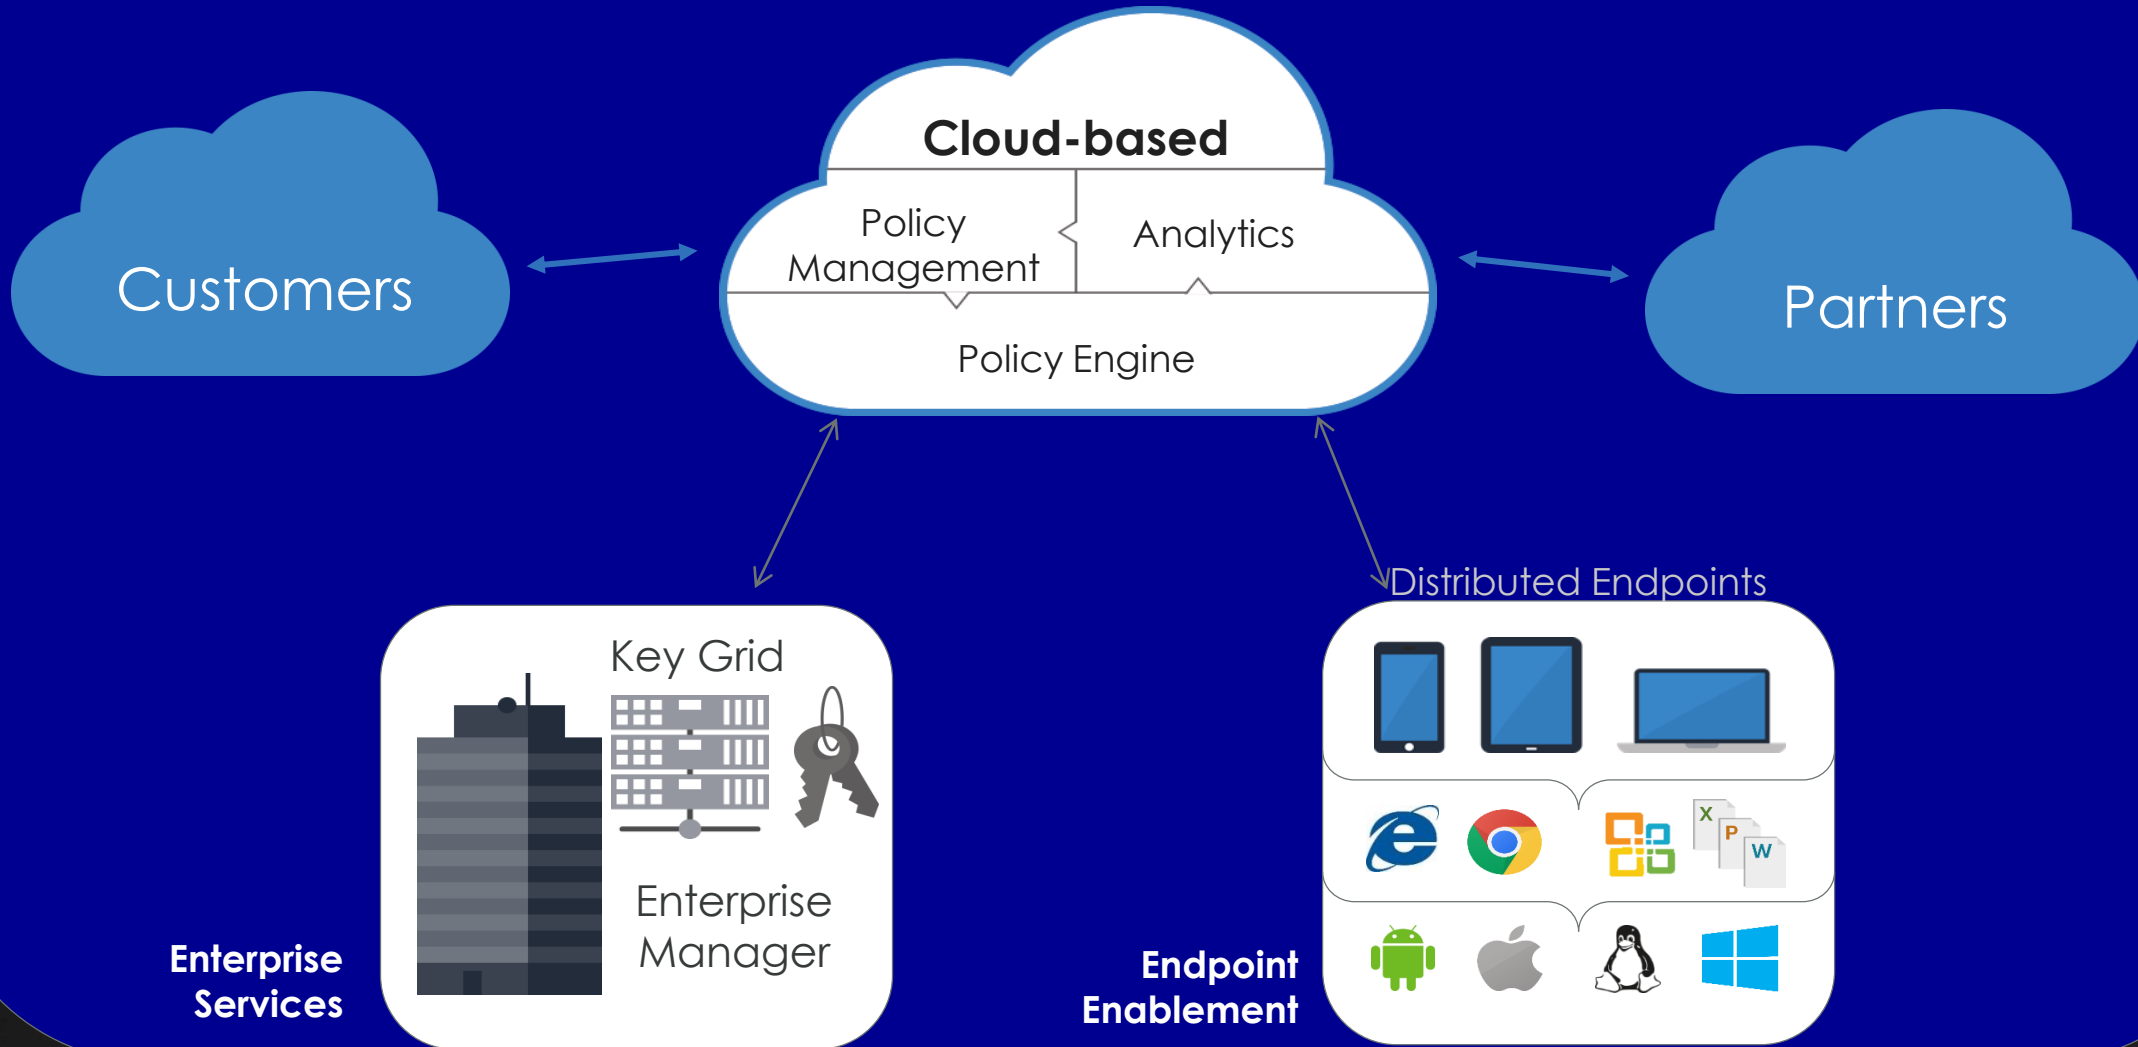 Cloud-based
Policy
Management
Analytics
Policy Engine
Customers
Partners
Distributed Endpoints
Key Grid
Enterprise
Manager
Enterprise
Services
X
P
W
Endpoint
Enablement